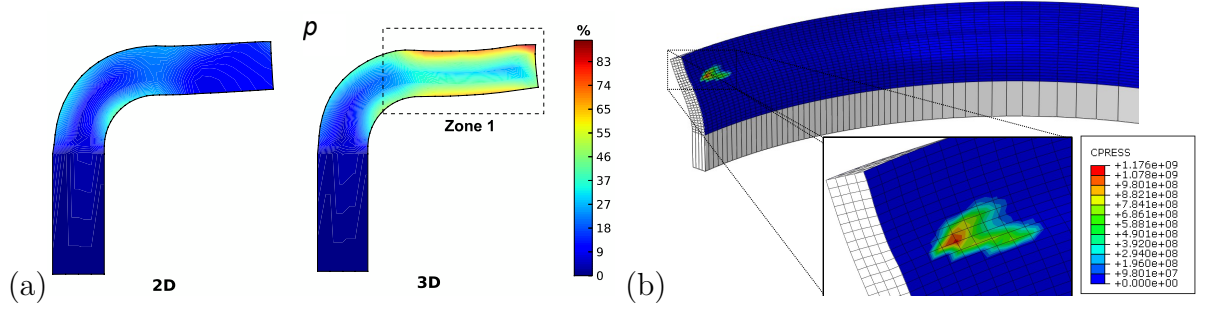 p
%
83
74
65
55
46
37
28
18
9
0
Zone 1
(a)
2D
3D
(b)
CPRESS
+1.176e+09
+1.078e+09
+9.801e+08
+8.821e+08
+7.841e+08
+6.861e+08
+5.881e+08
+4.901e+08
+3.920e+08
+2.940e+08
+1.960e+08
+9.801e+07
+0.000e+00